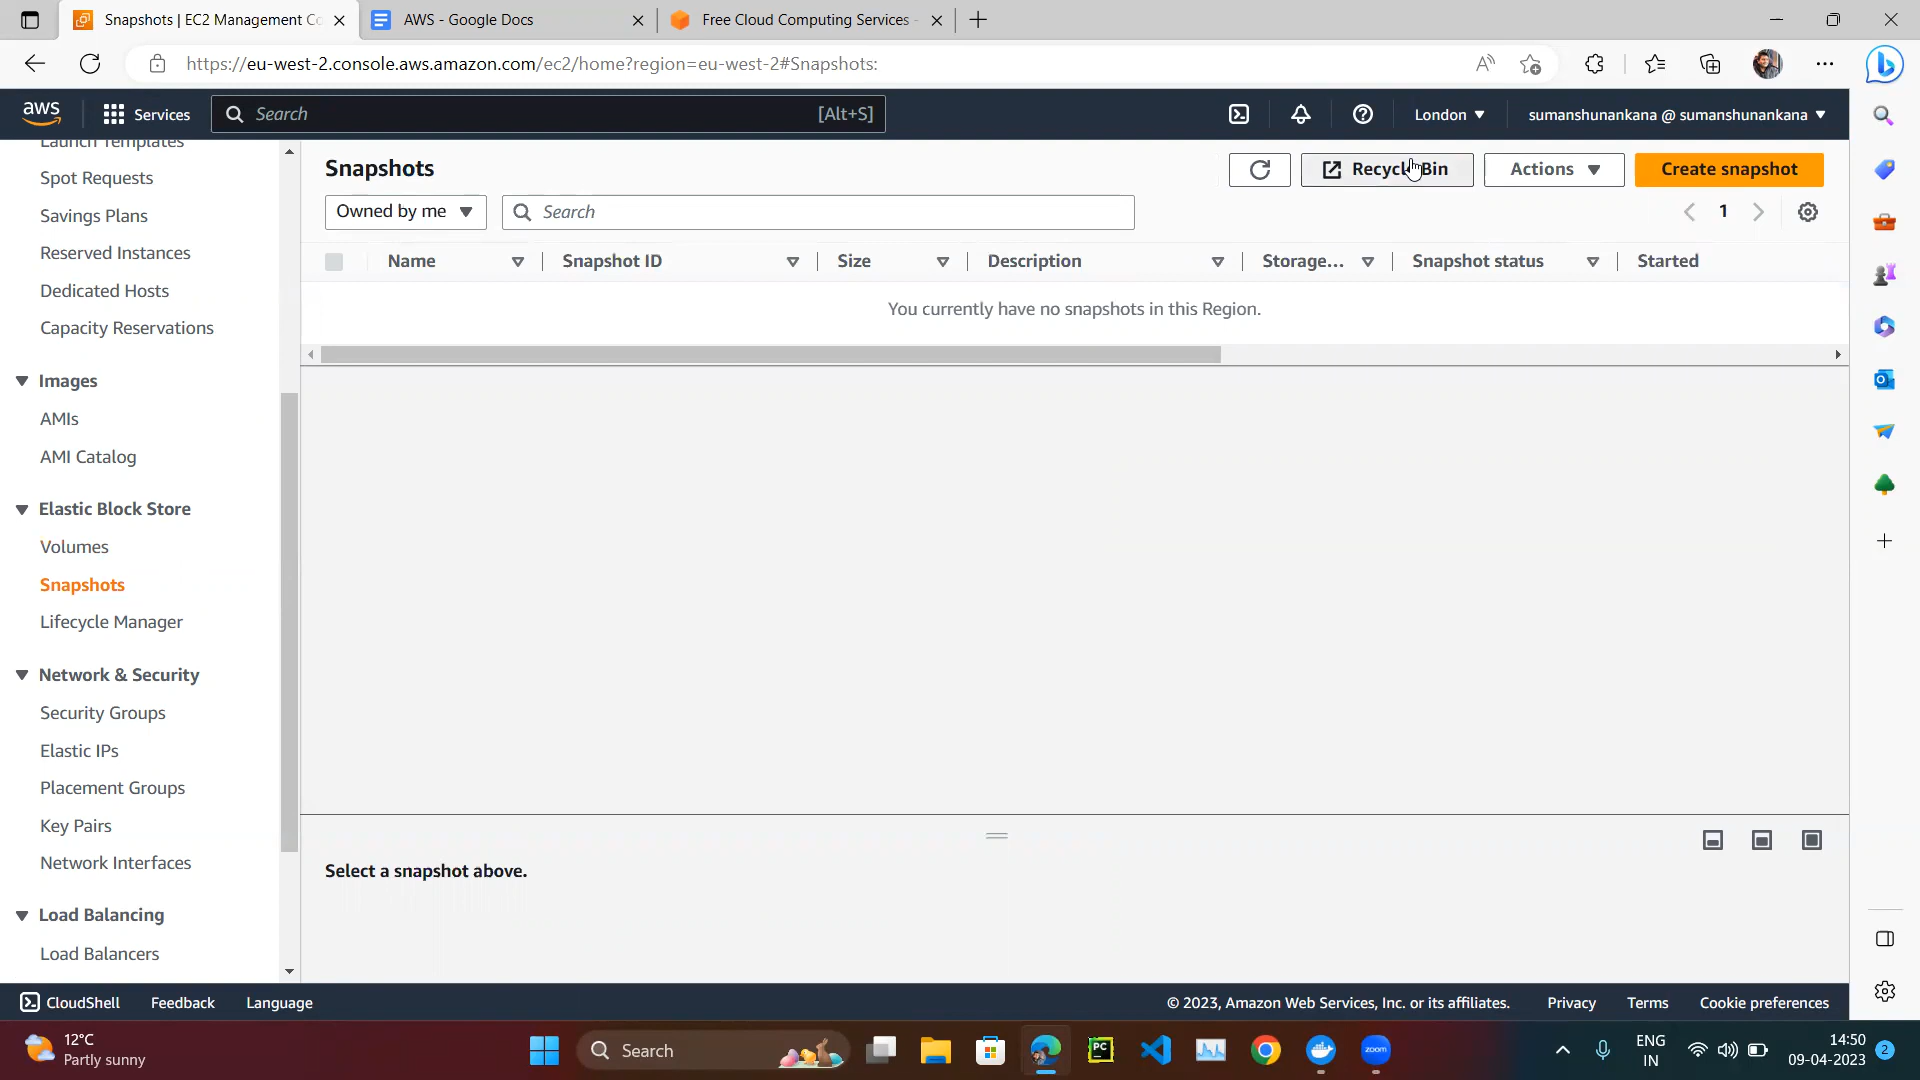 Snapshots | EC2 Management Co
AWS - Google Docs
Free Cloud Computing Services -
https://eu-west-2.console.aws.amazon.com/ec2/home?region=eu-west-2#Snapshots:
aws
Services
Search
[Alt+S]
London
sumanshunankana @ sumanshunankana
Launch Templates
Spot Requests
Savings Plans
Reserved Instances
Dedicated Hosts
Capacity Reservations
Images
AMIs
AMI Catalog
Elastic Block Store
Volumes
Snapshots
Lifecycle Manager
Network & Security
Security Groups
Elastic IPs
Placement Groups
Key Pairs
Network Interfaces
Load Balancing
Load Balancers
Snapshots
Recycle Bin
Actions
Create snapshot
Owned by me
Search
1
Name
Snapshot ID
Size
Description
Storage...
Snapshot status
Started
You currently have no snapshots in this Region.
Select a snapshot above.
CloudShell
Feedback
Language
© 2023, Amazon Web Services, Inc. or its affiliates.
Privacy
Terms
Cookie preferences
12°C
Partly sunny
Search
PC
zoom
ENG
IN
14:50
09-04-2023
2